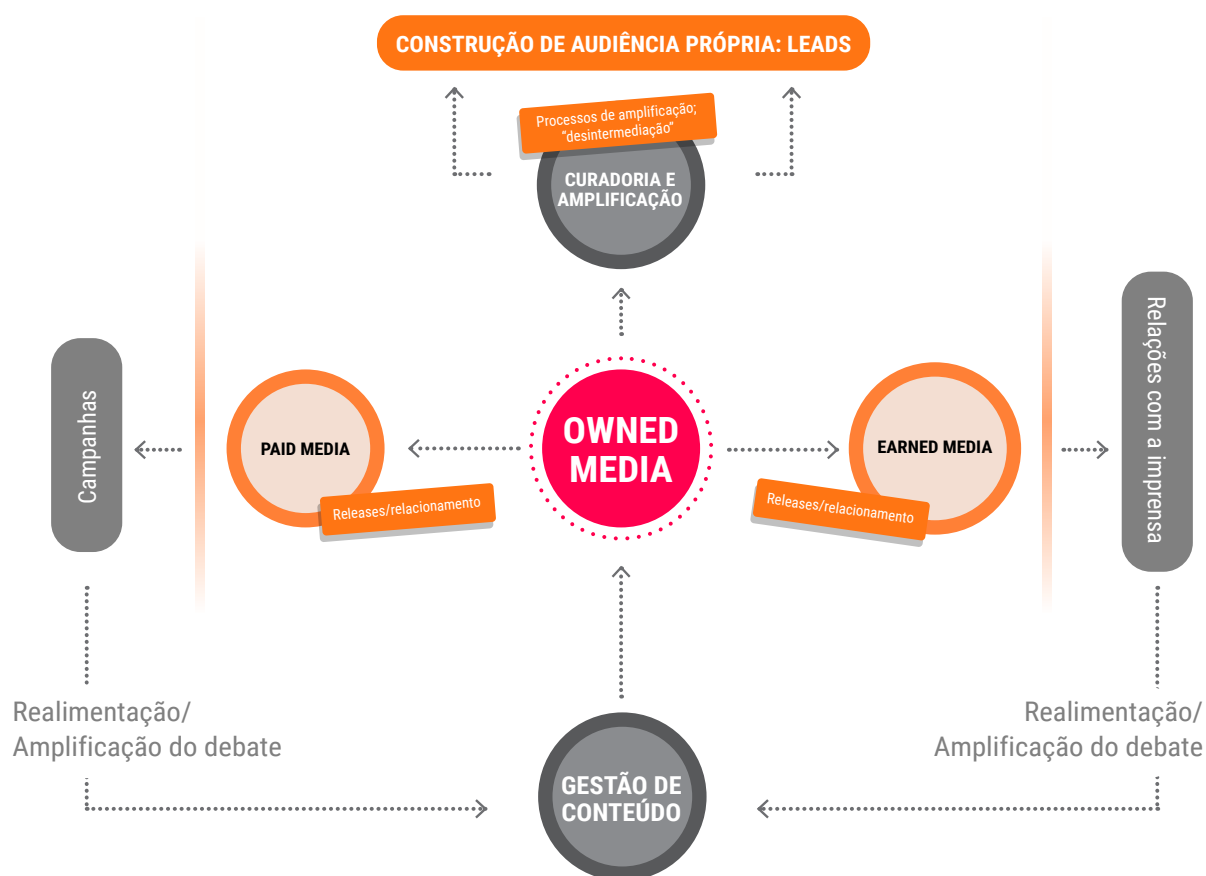 CONSTRUÇÃO DE AUDIÊNCIA PRÓPRIA: LEADS
Processos de amplificação;
"desintermediação"
CURADORIA E
AMPLIFICAÇÃO
Campanhas
PAID MEDIA
Releases/relacionamento
OWNED
MEDIA
EARNED MEDIA
Releases/relacionamento
Relações com a imprensa
Realimentação/
Amplificação do debate
Realimentação/
Amplificação do debate
GESTÃO DE
CONTEÚDO